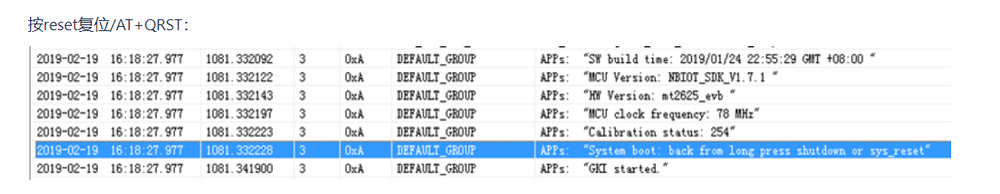 按reset复位/AT+QRST：
2019-02-19 16:18:27.977 1081.332092 3 0xA DEFAULT_GROUP APPs: "SW build time: 2019/01/24 22:55:29 GMT +08:00 "
2019-02-19 16:18:27.977 1081.332122 3 0xA DEFAULT_GROUP APPs: "MCU Version: NBIOT_SDK_V1.7.1 "
2019-02-19 16:18:27.977 1081.332143 3 0xA DEFAULT_GROUP APPs: "HW Version: mt2625_evb "
2019-02-19 16:18:27.977 1081.332197 3 0xA DEFAULT_GROUP APPs: "MCU clock frequency: 78 MHz"
2019-02-19 16:18:27.977 1081.332223 3 0xA DEFAULT_GROUP APPs: "Calibration status: 254"
2019-02-19 16:18:27.977 1081.332228 3 0xA DEFAULT_GROUP APPs: "System boot: back from long press shutdown or sys_reset"
2019-02-19 16:18:27.977 1081.341900 3 0xA DEFAULT_GROUP APPs: "GKI started."